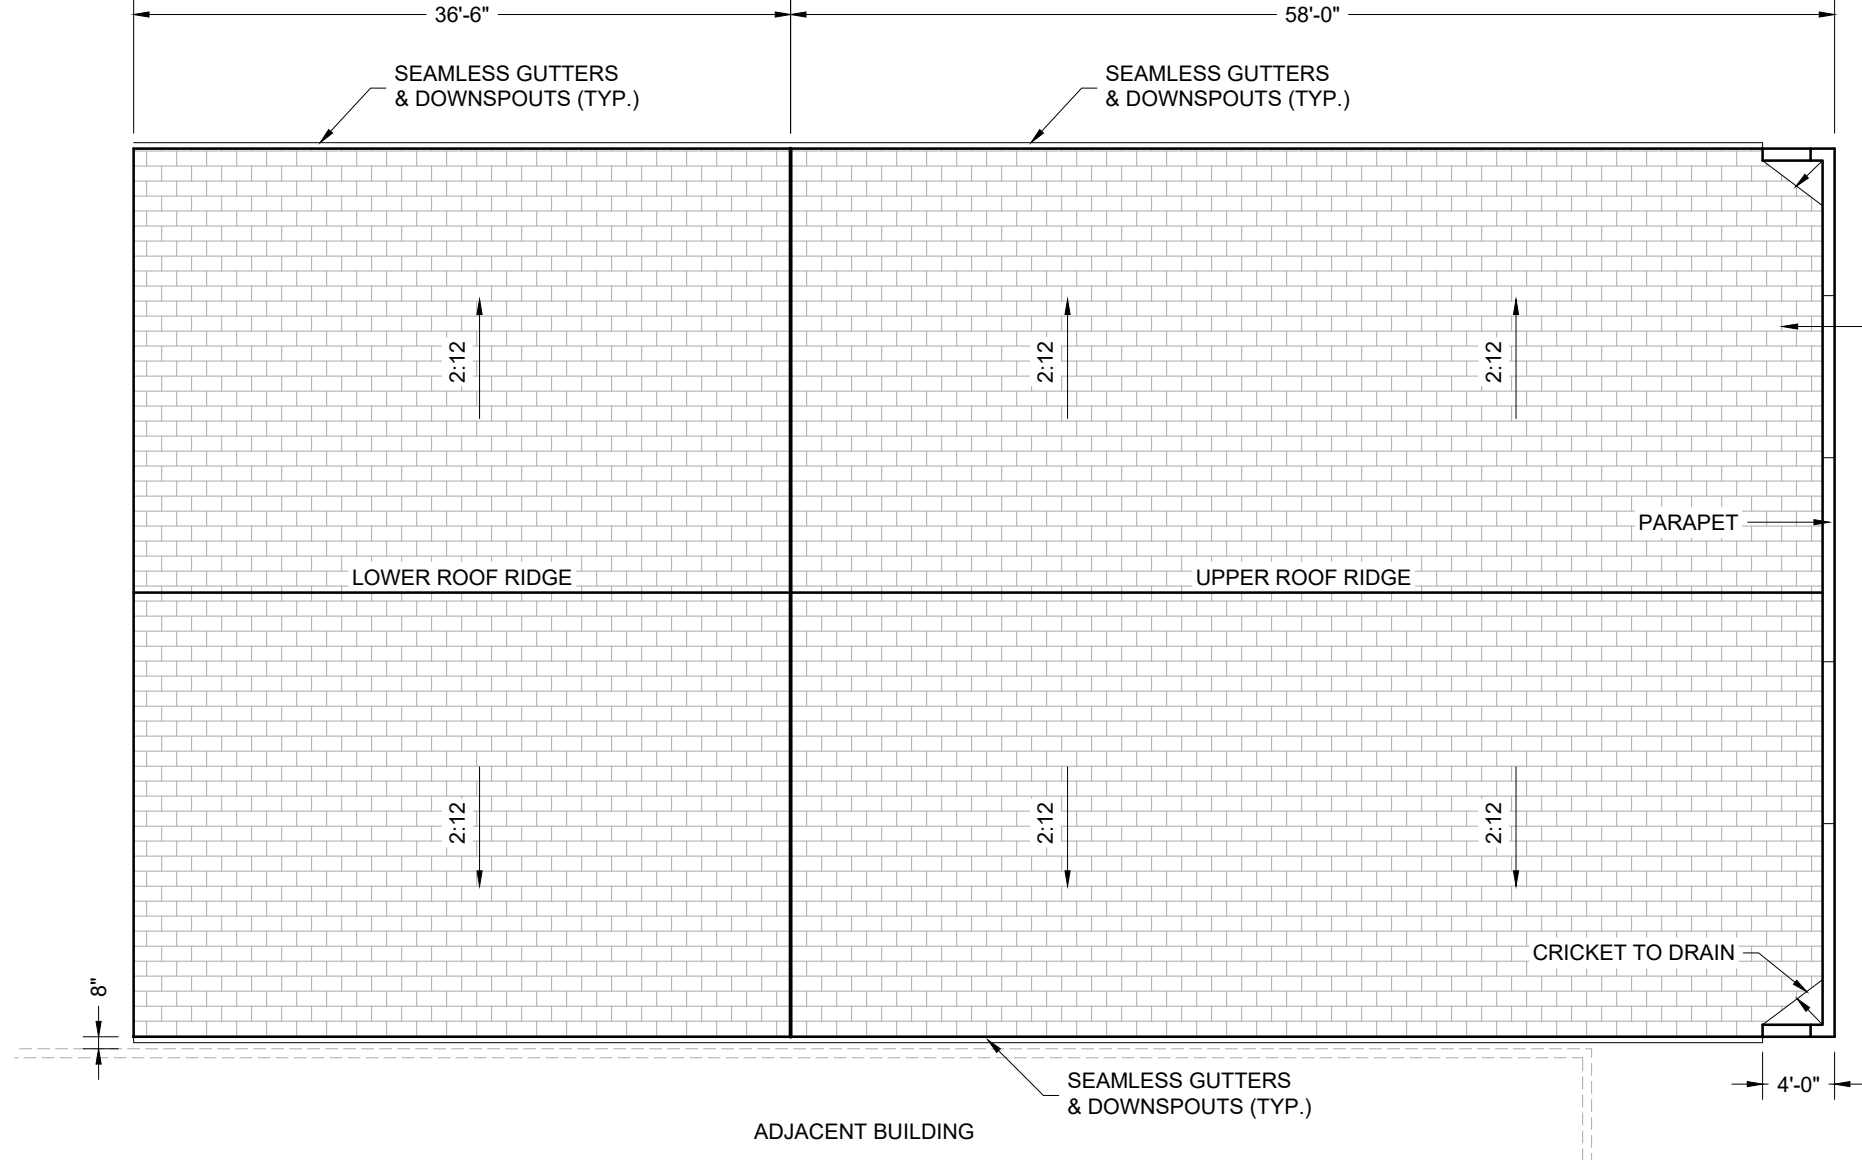 36'-6"
58'-0"
SEAMLESS GUTTERS
& DOWNSPOUTS (TYP.)
SEAMLESS GUTTERS
& DOWNSPOUTS (TYP.)
2:12
2:12
2:12
PARAPET
LOWER ROOF RIDGE
UPPER ROOF RIDGE
2:12
2:12
2:12
CRICKET TO DRAIN
8"
SEAMLESS GUTTERS
& DOWNSPOUTS (TYP.)
4'-0"
ADJACENT BUILDING